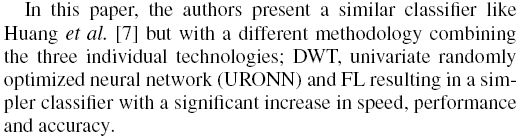 In this paper, the authors present a similar classifier like
Huang et al. [7] but with a different methodology combining
the three individual technologies; DWT, univariate randomly
optimized neural network (URONN) and FL resulting in a sim-
pler classifier with a significant increase in speed, performance
and accuracy.